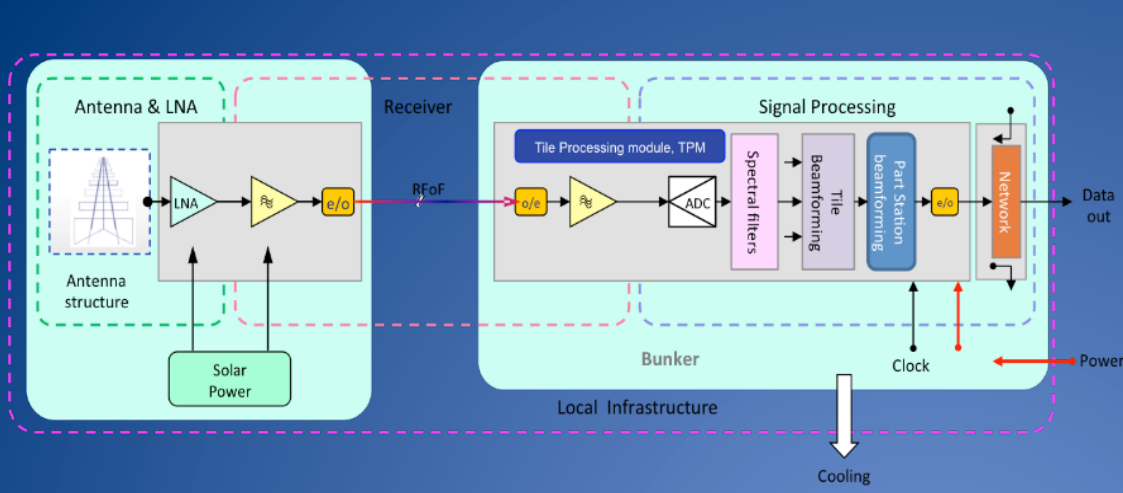 Antenna & LNA
Receiver
Signal Processing
Tile Processing module, TPM
LNA
e/o
RFoF
o/e
ADC
Spectral filters
Tile
Beamforming
Part Station
beamforming
e/o
Network
Data
out
Antenna
structure
Solar
Power
Bunker
Clock
Power
Local Infrastructure
Cooling